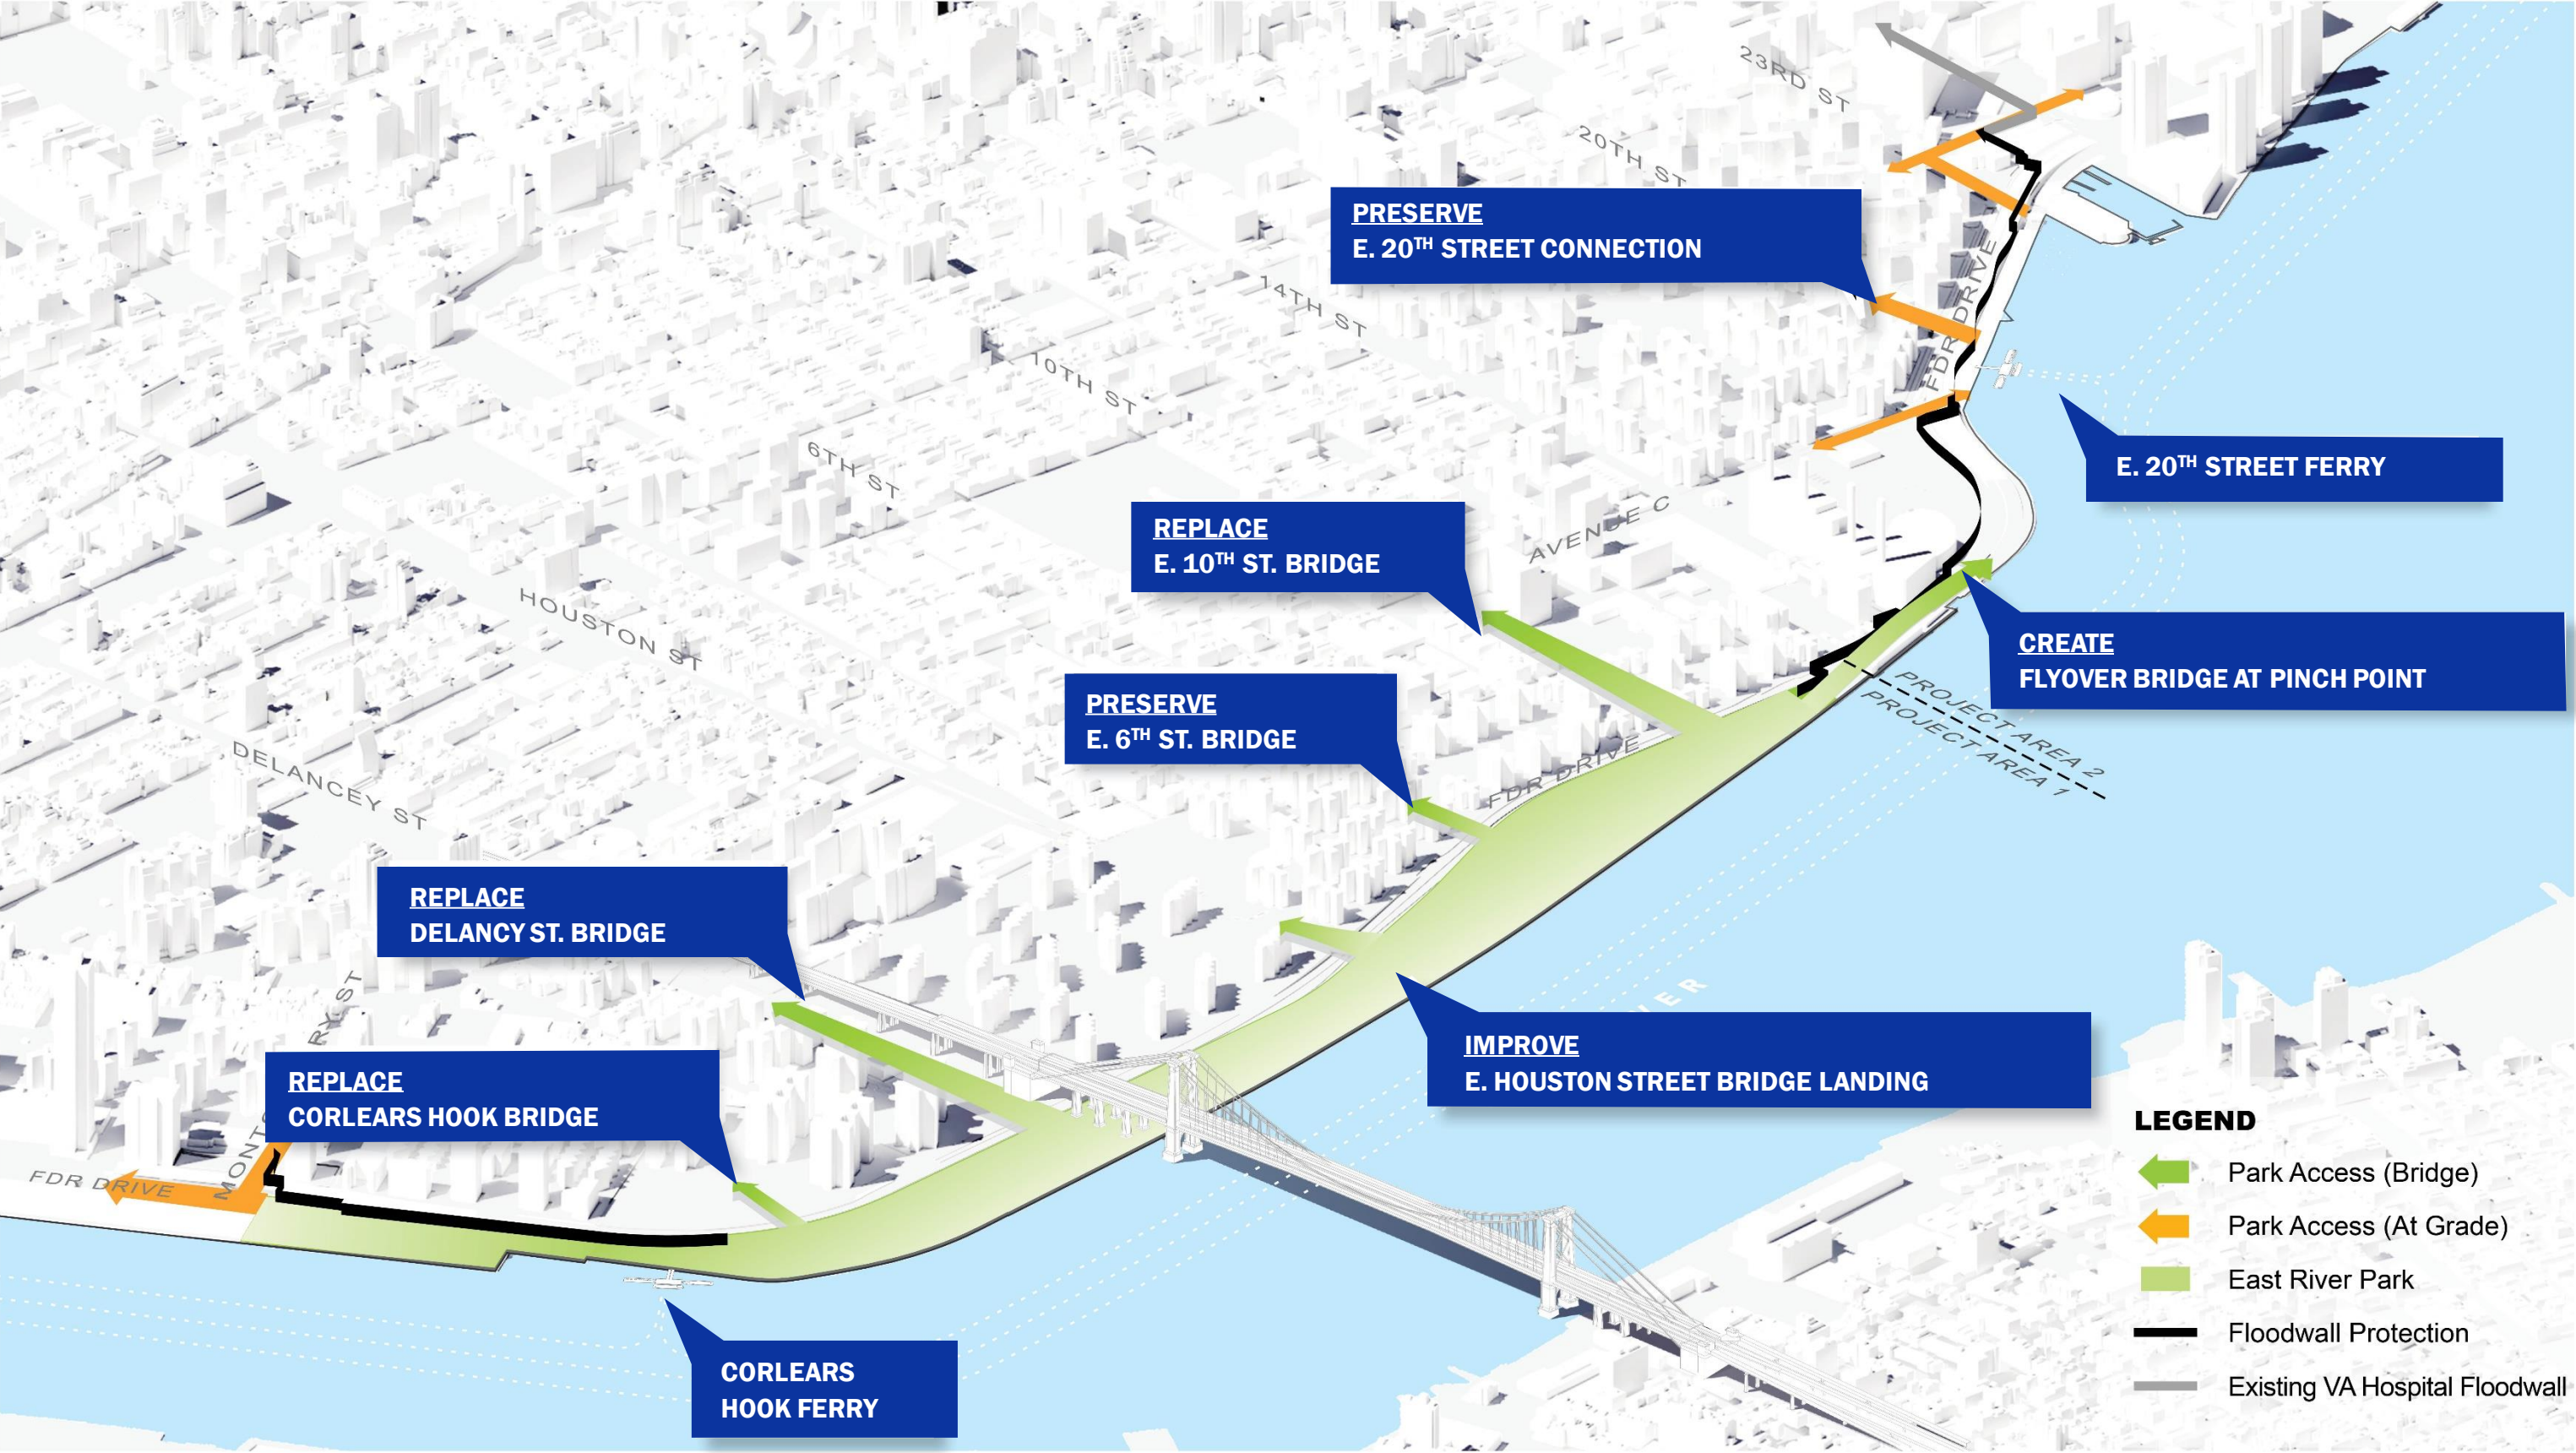 23RD ST
20TH ST
PRESERVE
E. 20TH STREET CONNECTION
14TH ST
FDR DRIVE
10TH ST
6TH ST
E. 20TH STREET FERRY
REPLACE
E. 10TH ST. BRIDGE
AVENUE C
HOUSTON ST
CREATE
FLYOVER BRIDGE AT PINCH POINT
PROJECT AREA 2
PROJECT AREA 1
PRESERVE
E. 6TH ST. BRIDGE
FDR DRIVE
DELANCEY ST
REPLACE
DELANCY ST. BRIDGE
IMPROVE
E. HOUSTON STREET BRIDGE LANDING
REPLACE
CORLEARS HOOK BRIDGE
FDR DRIVE
CORLEARS
HOOK FERRY
LEGEND
Park Access (Bridge)
Park Access (At Grade)
East River Park
Floodwall Protection
Existing VA Hospital Floodwall